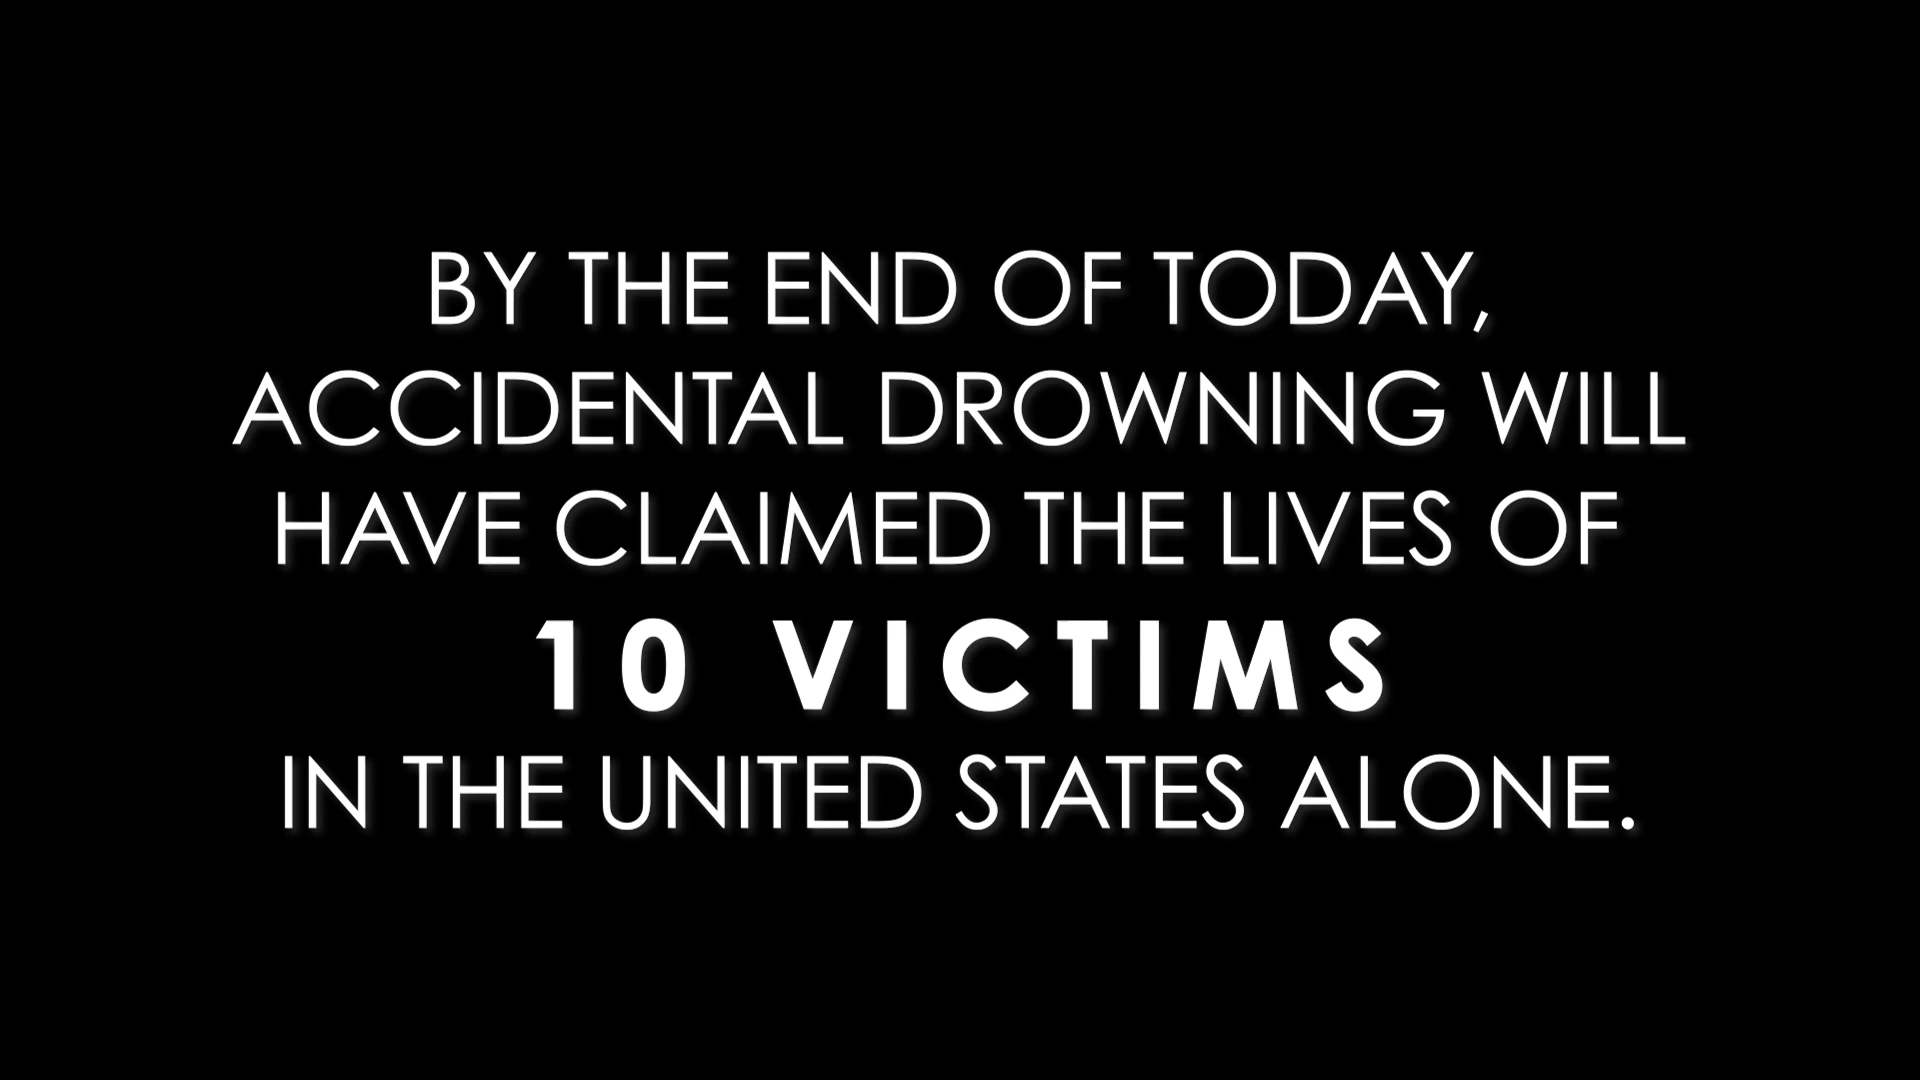 BY THE END OF TODAY,
ACCIDENTAL DROWNING WILL
HAVE CLAIMED THE LIVES OF
10 VICTIMS
IN THE UNITED STATES ALONE.